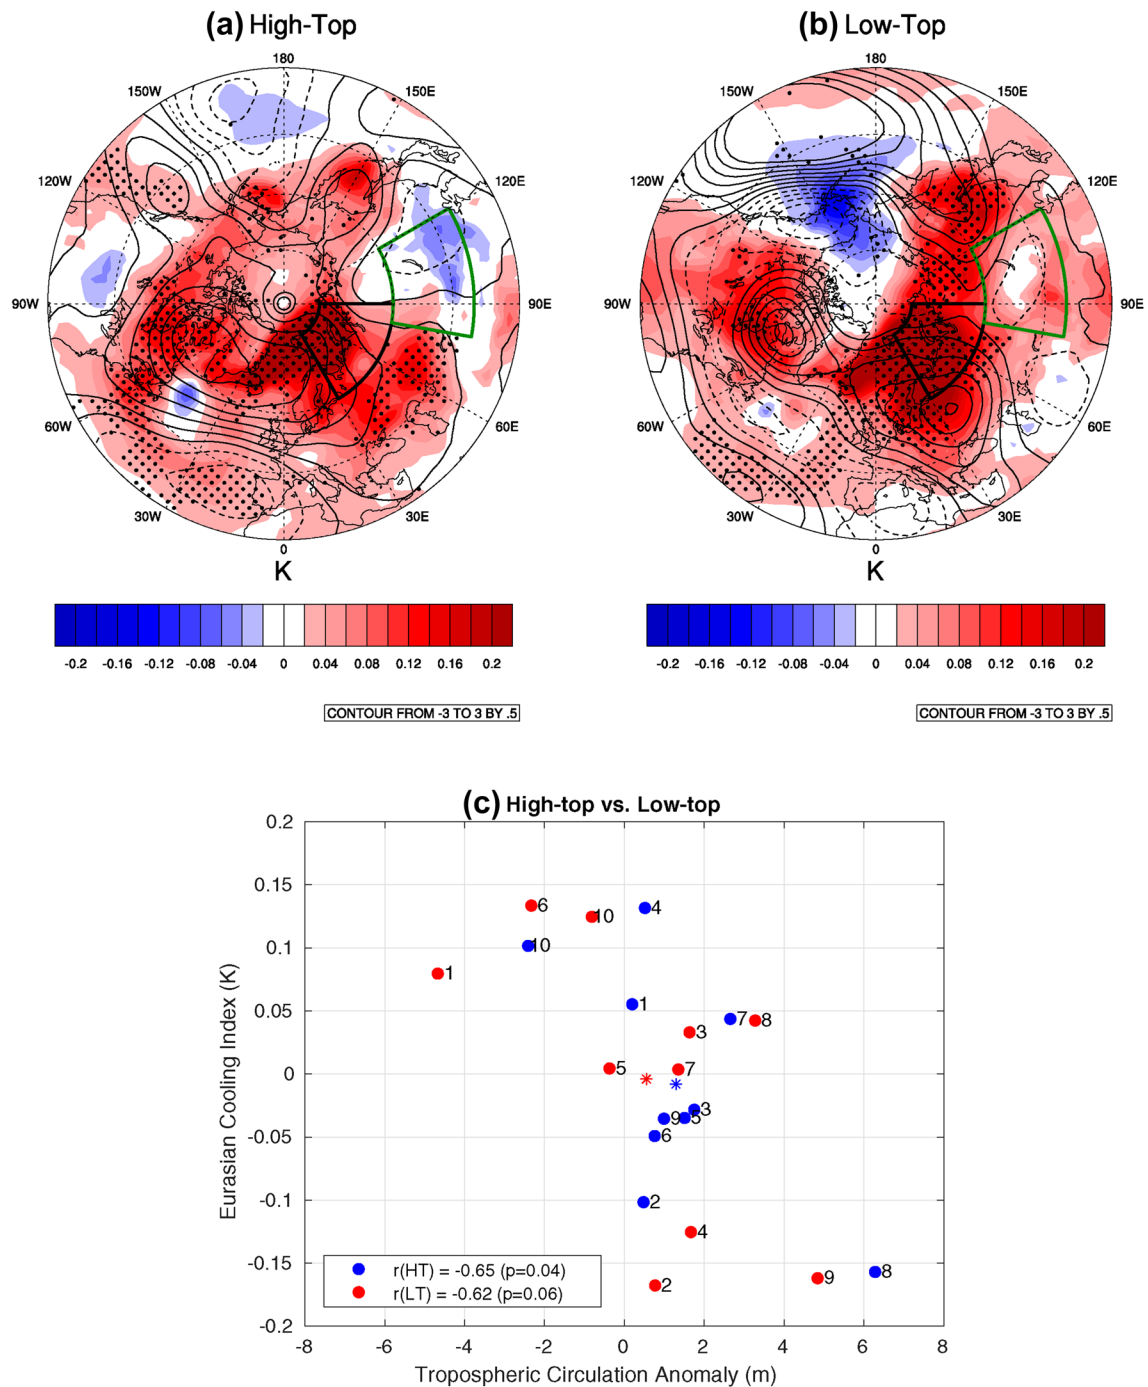 (a) High-Top
(b) Low-Top
180
150W
150E
120W
120E
90W
90E
60W
60E
30W
30E
0
K
180
150W
150E
120W
120E
90W
90E
60W
60E
30W
30E
0
K
-0.2 -0.16 -0.12 -0.08 -0.04 0 0.04 0.08 0.12 0.16 0.2
-0.2 -0.16 -0.12 -0.08 -0.04 0 0.04 0.08 0.12 0.16 0.2
CONTOUR FROM -3 TO 3 BY .5
CONTOUR FROM -3 TO 3 BY .5
(c) High-top vs. Low-top
0.2
0.15
0.1
0.05
0
-0.05
-0.1
-0.15
-0.2
Eurasian Cooling Index (K)
6
10
4
10
1
1
7
8
3
5
7
3
9
5
6
2
4
2
9
8
r(HT) = -0.65 (p=0.04)
r(LT) = -0.62 (p=0.06)
-8 -6 -4 -2 0 2 4 6 8
Tropospheric Circulation Anomaly (m)